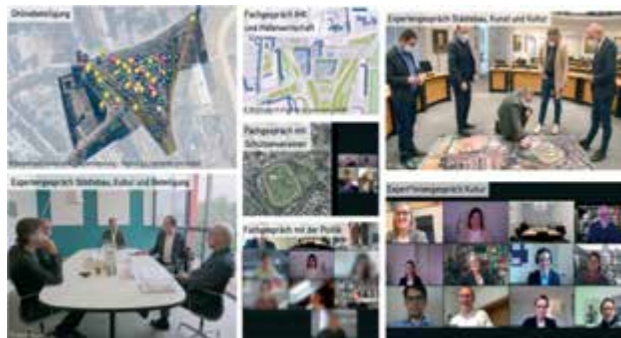 Onlinebeteiligung
Fachgespräch IHK
und Hafenwirtschaft
Expertengespräch Städtebau, Kunst und Kultur
Fachgespräch mit
Schützenvereinen
Expertengespräch Städtebau, Kultur und Beteiligung
Fachgespräch mit der Politik
Expert*innengespräch Kultur